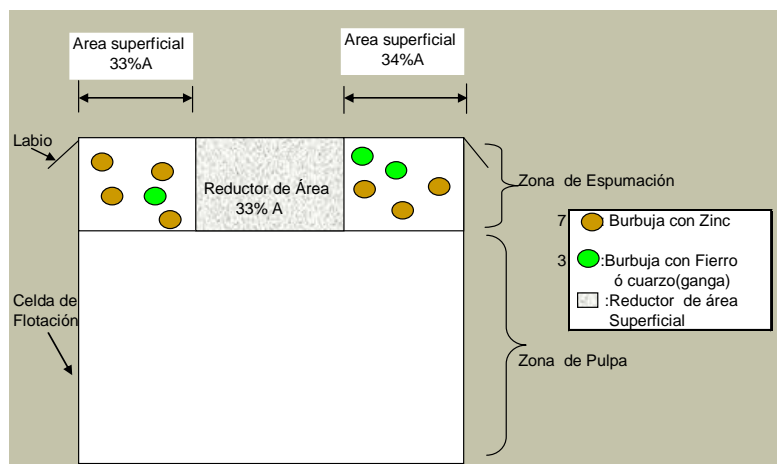 Area superficial
33%A
Area superficial
34%A
Labio
Reductor de Área
33% A
Zona de Espumación
7 : Burbuja con Zinc
3 :Burbuja con Fierro
ó cuarzo(ganga)
:Reductor de área
Superficial
Celda de
Flotación
Zona de Pulpa